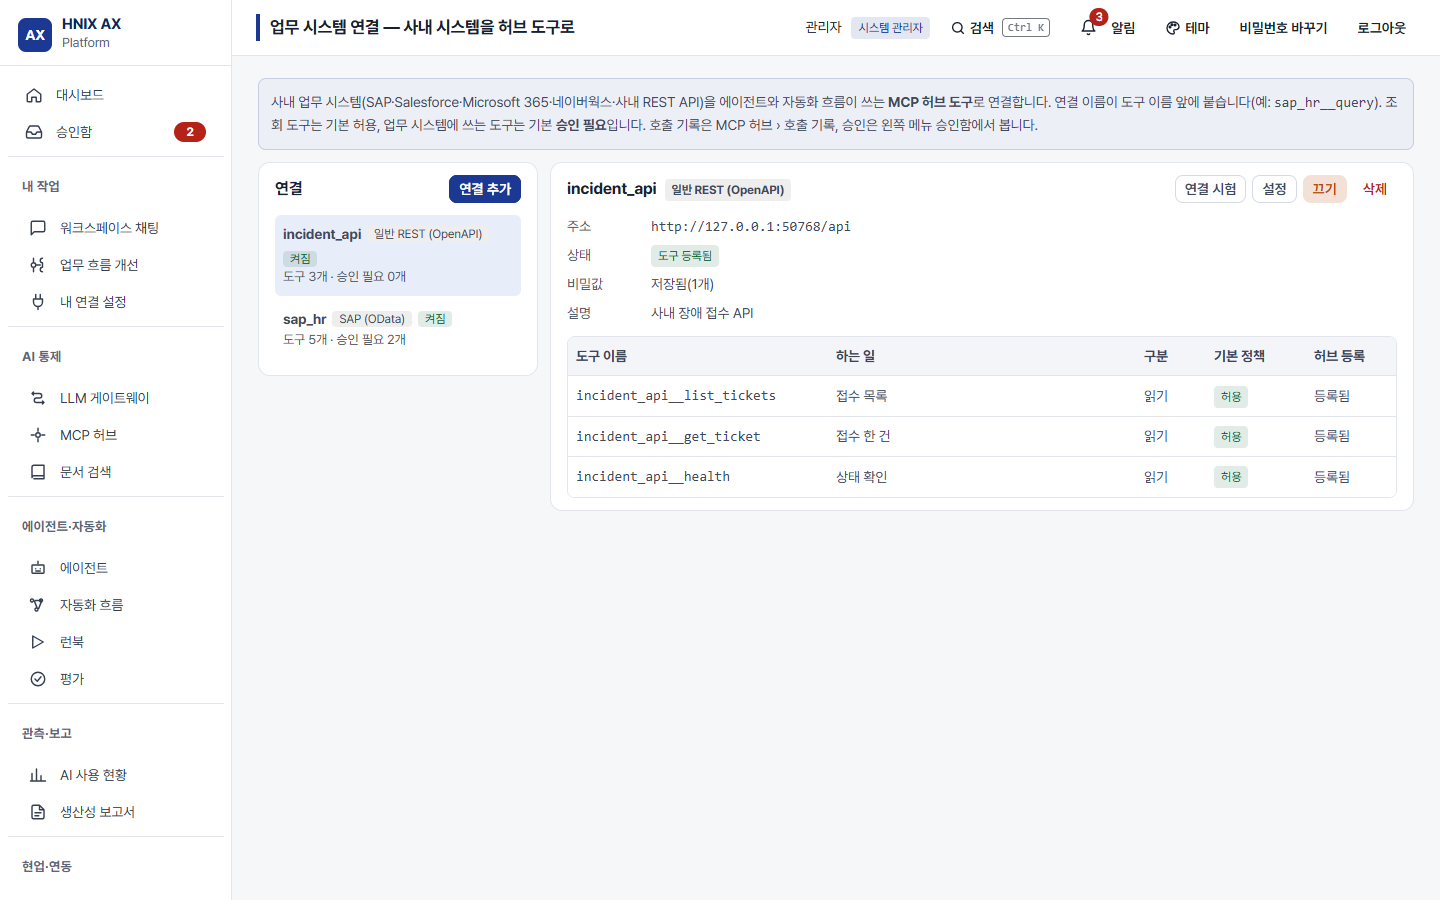 AX
HNIX AX
Platform
업무 시스템 연결 — 사내 시스템을 허브 도구로
관리자
시스템 관리자
검색
Ctrl K
3
알림
테마
비밀번호 바꾸기
로그아웃
대시보드
승인함
2
내 작업
워크스페이스 채팅
업무 흐름 개선
내 연결 설정
AI 통제
LLM 게이트웨이
MCP 허브
문서 검색
에이전트·자동화
에이전트
자동화 흐름
런북
평가
관측·보고
AI 사용 현황
생산성 보고서
현업·연동
사내 업무 시스템(SAP·Salesforce·Microsoft 365·네이버웍스·사내 REST API)을 에이전트와 자동화 흐름이 쓰는 MCP 허브 도구로 연결합니다. 연결 이름이 도구 이름 앞에 붙습니다(예: sap_hr__query). 조
회 도구는 기본 허용, 업무 시스템에 쓰는 도구는 기본 승인 필요입니다. 호출 기록은 MCP 허브 › 호출 기록, 승인은 왼쪽 메뉴 승인함에서 봅니다.
연결
연결 추가
incident_api 일반 REST (OpenAPI)
켜짐
도구 3개 · 승인 필요 0개
sap_hr SAP (OData) 켜짐
도구 5개 · 승인 필요 2개
incident_api 일반 REST (OpenAPI)
연결 시험
설정
끄기
삭제
주소 http://127.0.0.1:50768/api
상태 도구 등록됨
비밀값 저장됨(1개)
설명 사내 장애 접수 API
도구 이름 하는 일 구분 기본 정책 허브 등록
incident_api__list_tickets 접수 목록 읽기 허용 등록됨
incident_api__get_ticket 접수 한 건 읽기 허용 등록됨
incident_api__health 상태 확인 읽기 허용 등록됨